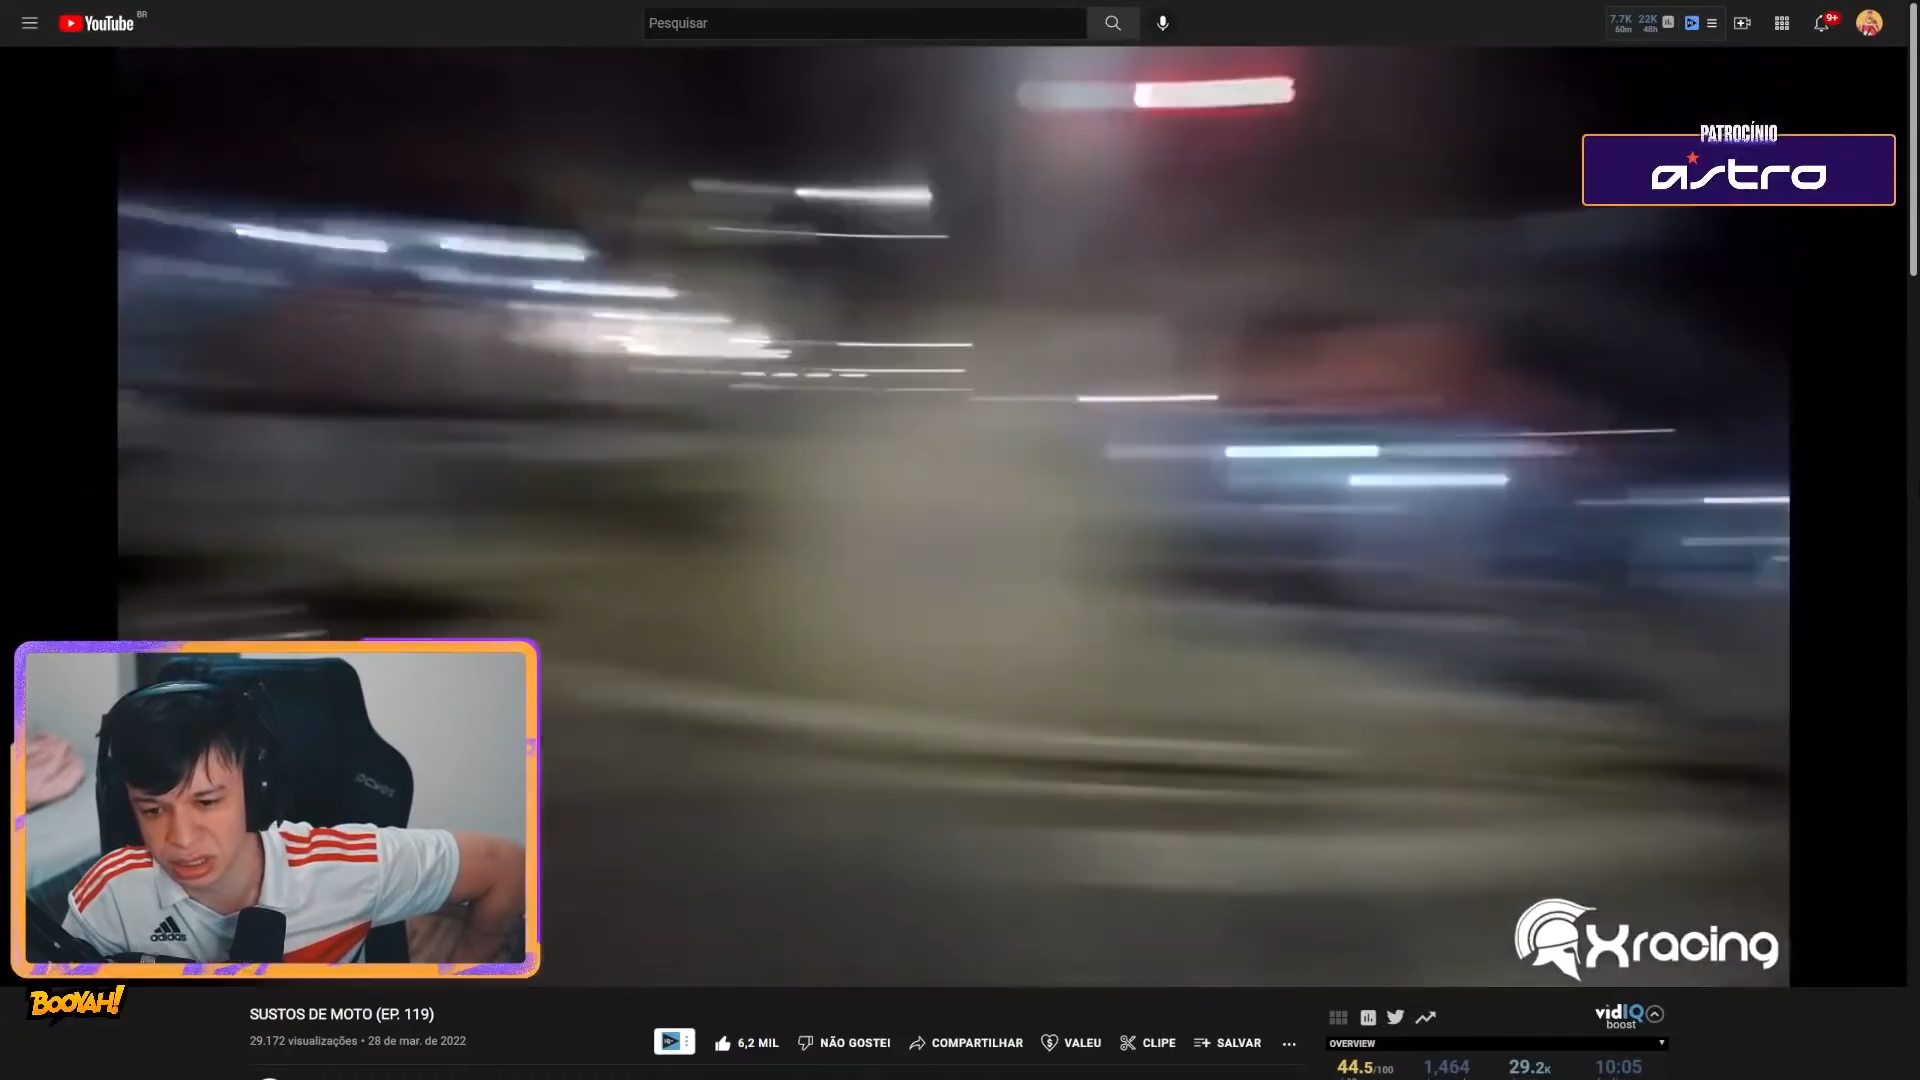 YouTube BR
Pesquisar
7.7K 22K
60m 48h
9+
PATROCÍNIO
astro
adidas
Xracing
BOOYAH!
SUSTOS DE MOTO (EP. 119)
29.172 visualizações • 28 de mar. de 2022
6,2 MIL
NÃO GOSTEI
COMPARTILHAR
VALEU
CLIPE
SALVAR
vidIQ
boost
OVERVIEW
44.5/100 1,464 29.2K 10:05